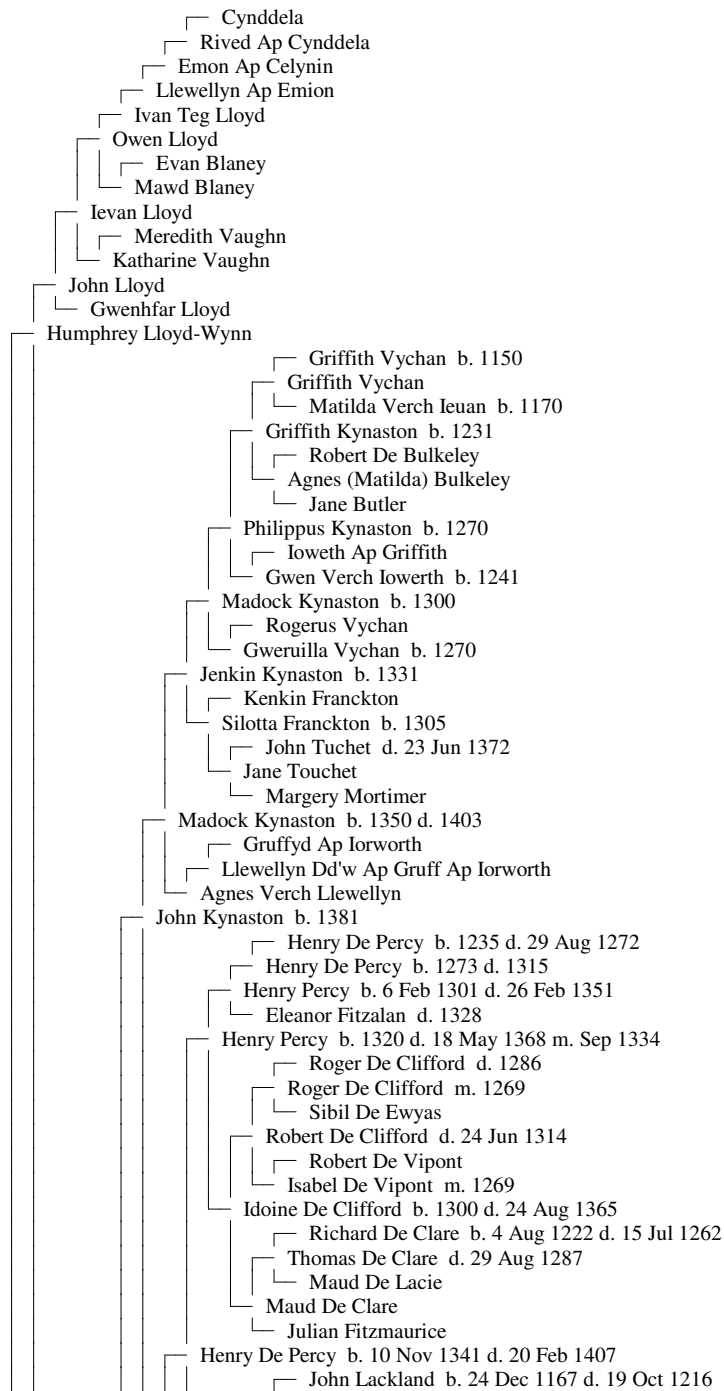 Cynddela
Rived Ap Cynddela
Emon Ap Celynin
Llewellyn Ap Emion
Ivan Teg Lloyd
Owen Lloyd
Evan Blaney
Mawd Blaney
Ievan Lloyd
Meredith Vaughn
Katharine Vaughn
John Lloyd
Gwenhfar Lloyd
Humphrey Lloyd-Wynn
Griffith Vychan b. 1150
Griffith Vychan
Matilda Verch Ieuan b. 1170
Griffith Kynaston b. 1231
Robert De Bulkeley
Agnes (Matilda) Bulkeley
Jane Butler
Philippus Kynaston b. 1270
Ioweth Ap Griffith
Gwen Verch Iowerth b. 1241
Madock Kynaston b. 1300
Rogerus Vychan
Gweruilla Vychan b. 1270
Jenkin Kynaston b. 1331
Kenkin Franckton
Silotta Franckton b. 1305
John Tuchet d. 23 Jun 1372
Jane Touchet
Margery Mortimer
Madock Kynaston b. 1350 d. 1403
Gruffyd Ap Iorworth
Llewellyn Dd'w Ap Gruff Ap Iorworth
Agnes Verch Llewellyn
John Kynaston b. 1381
Henry De Percy b. 1235 d. 29 Aug 1272
Henry De Percy b. 1273 d. 1315
Henry Percy b. 6 Feb 1301 d. 26 Feb 1351
Eleanor Fitzalan d. 1328
Henry Percy b. 1320 d. 18 May 1368 m. Sep 1334
Roger De Clifford d. 1286
Roger De Clifford m. 1269
Sibil De Ewyas
Robert De Clifford d. 24 Jun 1314
Robert De Vipont
Isabel De Vipont m. 1269
Idoine De Clifford b. 1300 d. 24 Aug 1365
Richard De Clare b. 4 Aug 1222 d. 15 Jul 1262
Thomas De Clare d. 29 Aug 1287
Maud De Lacie
Maud De Clare
Julian Fitzmaurice
Henry De Percy b. 10 Nov 1341 d. 20 Feb 1407
John Lackland b. 24 Dec 1167 d. 19 Oct 1216